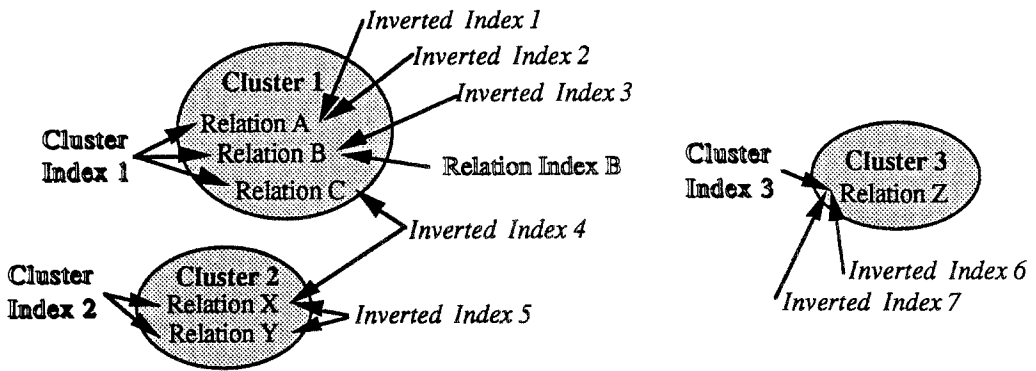 Inverted Index 1
Inverted Index 2
Cluster 1
Inverted Index 3
Relation A
Cluster
Index 1
Relation B
Relation Index B
Relation C
Inverted Index 4
Cluster
Index 2
Cluster 2
Relation X
Relation Y
Inverted Index 5
Cluster
Index 3
Cluster 3
Relation Z
Inverted Index 6
Inverted Index 7